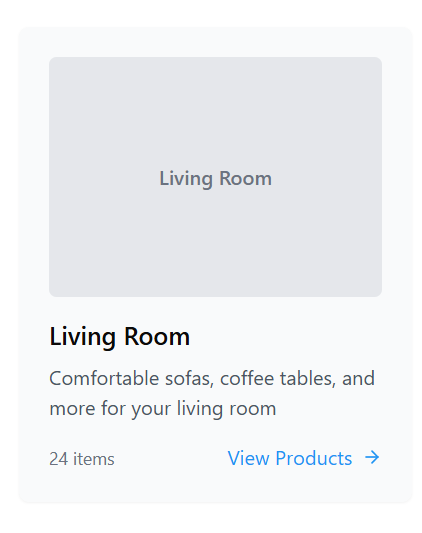 Living Room
Living Room
Comfortable sofas, coffee tables, and
more for your living room
24 items
View Products →